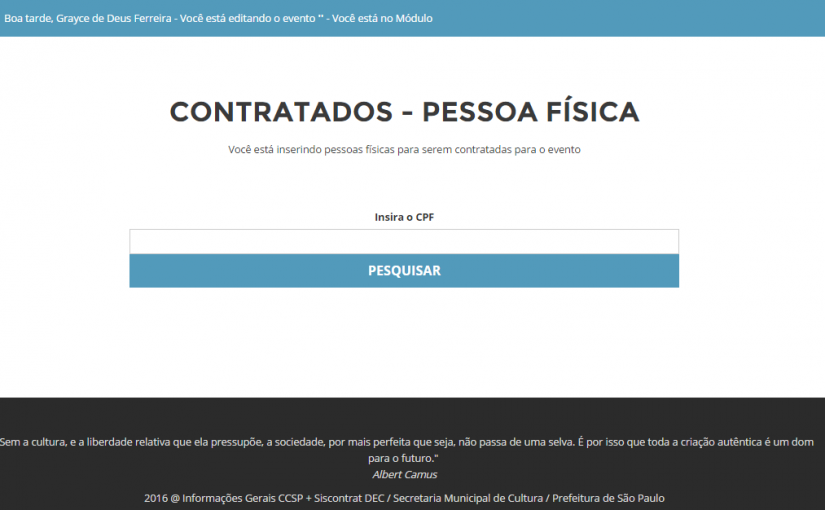 Boa tarde, Grayce de Deus Ferreira - Você está editando o evento " - Você está no Módulo
CONTRATADOS - PESSOA FÍSICA
Você está inserindo pessoas físicas para serem contratadas para o evento
Insira o CPF
PESQUISAR
Sem a cultura, e a liberdade relativa que ela pressupõe, a sociedade, por mais perfeita que seja, não passa de uma selva. É por isso que toda a criação autêntica é um dom
para o futuro."
Albert Camus
2016 @ Informações Gerais CCSP + Siscontrat DEC / Secretaria Municipal de Cultura / Prefeitura de São Paulo